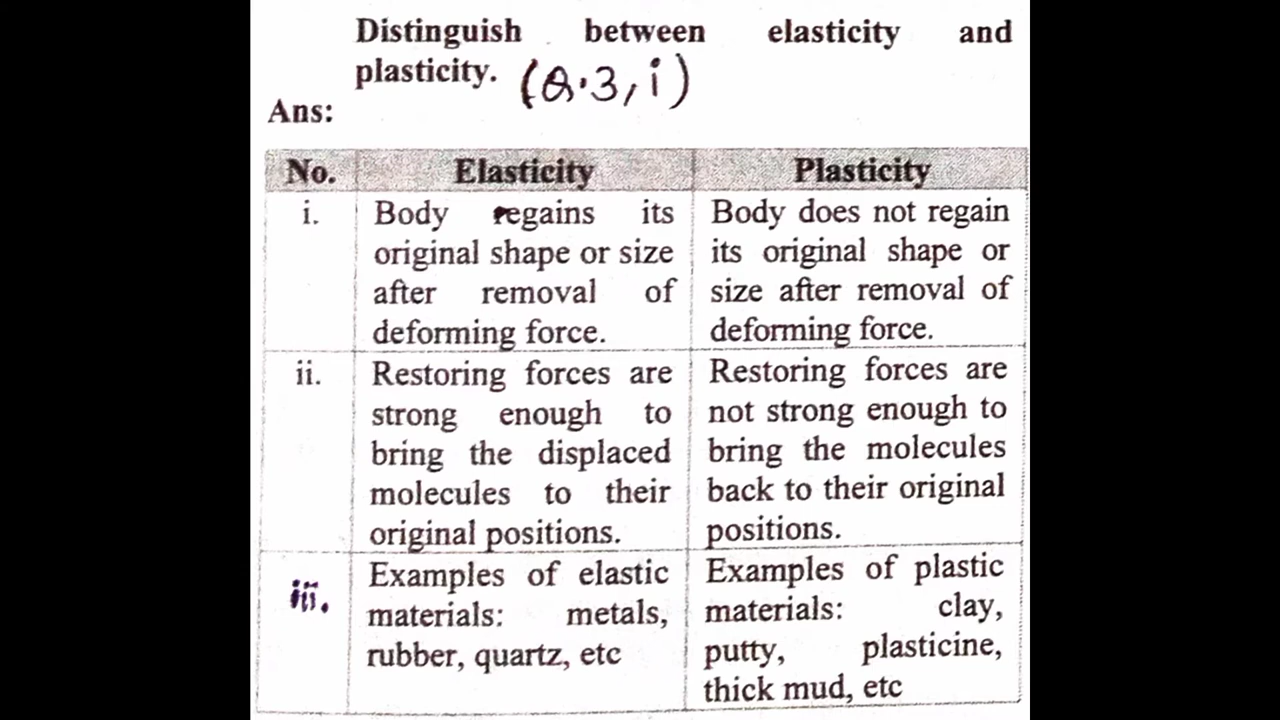 Distinguish between elasticity and
plasticity. (Q.3, i)
Ans:
No. Elasticity Plasticity
i. Body regains its original shape or size after removal of deforming force.
Body does not regain its original shape or size after removal of deforming force.
ii. Restoring forces are strong enough to bring the displaced molecules to their original positions.
Restoring forces are not strong enough to bring the molecules back to their original positions.
iii. Examples of elastic materials: metals, rubber, quartz, etc
Examples of plastic materials: clay, putty, plasticine, thick mud, etc